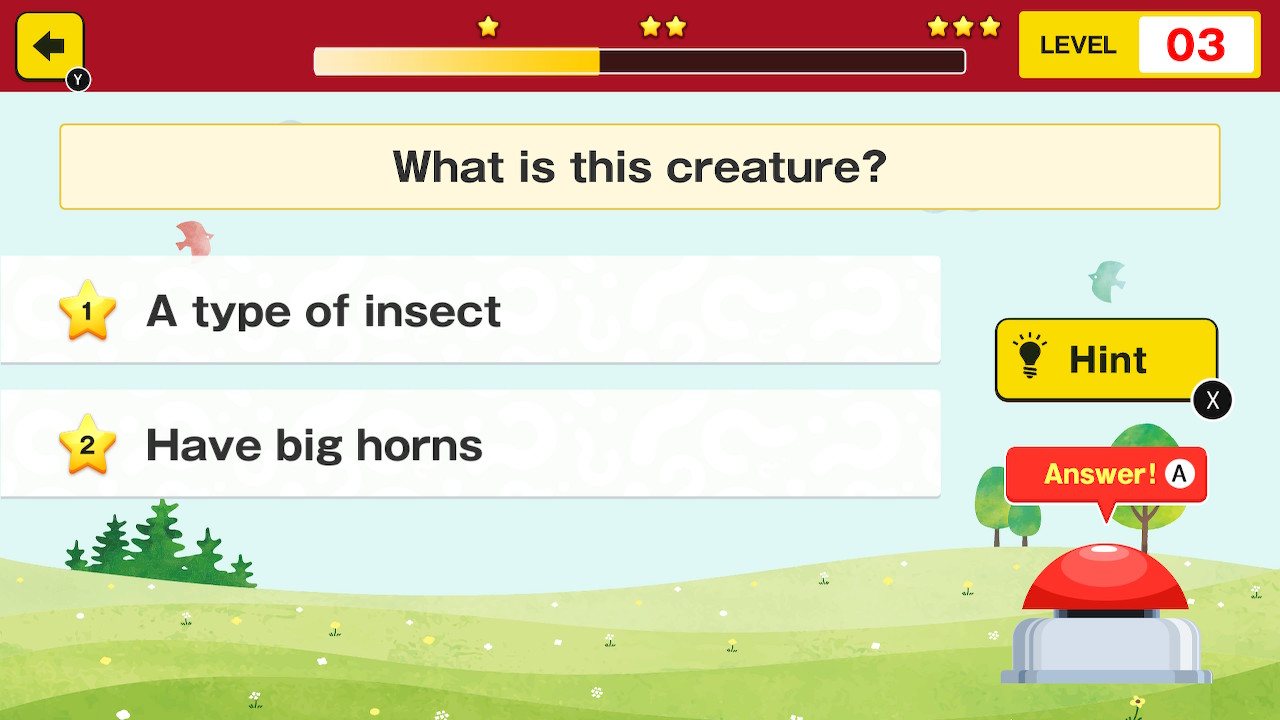 Y
LEVEL 03
What is this creature?
1 A type of insect
2 Have big horns
Hint
X
Answer! A